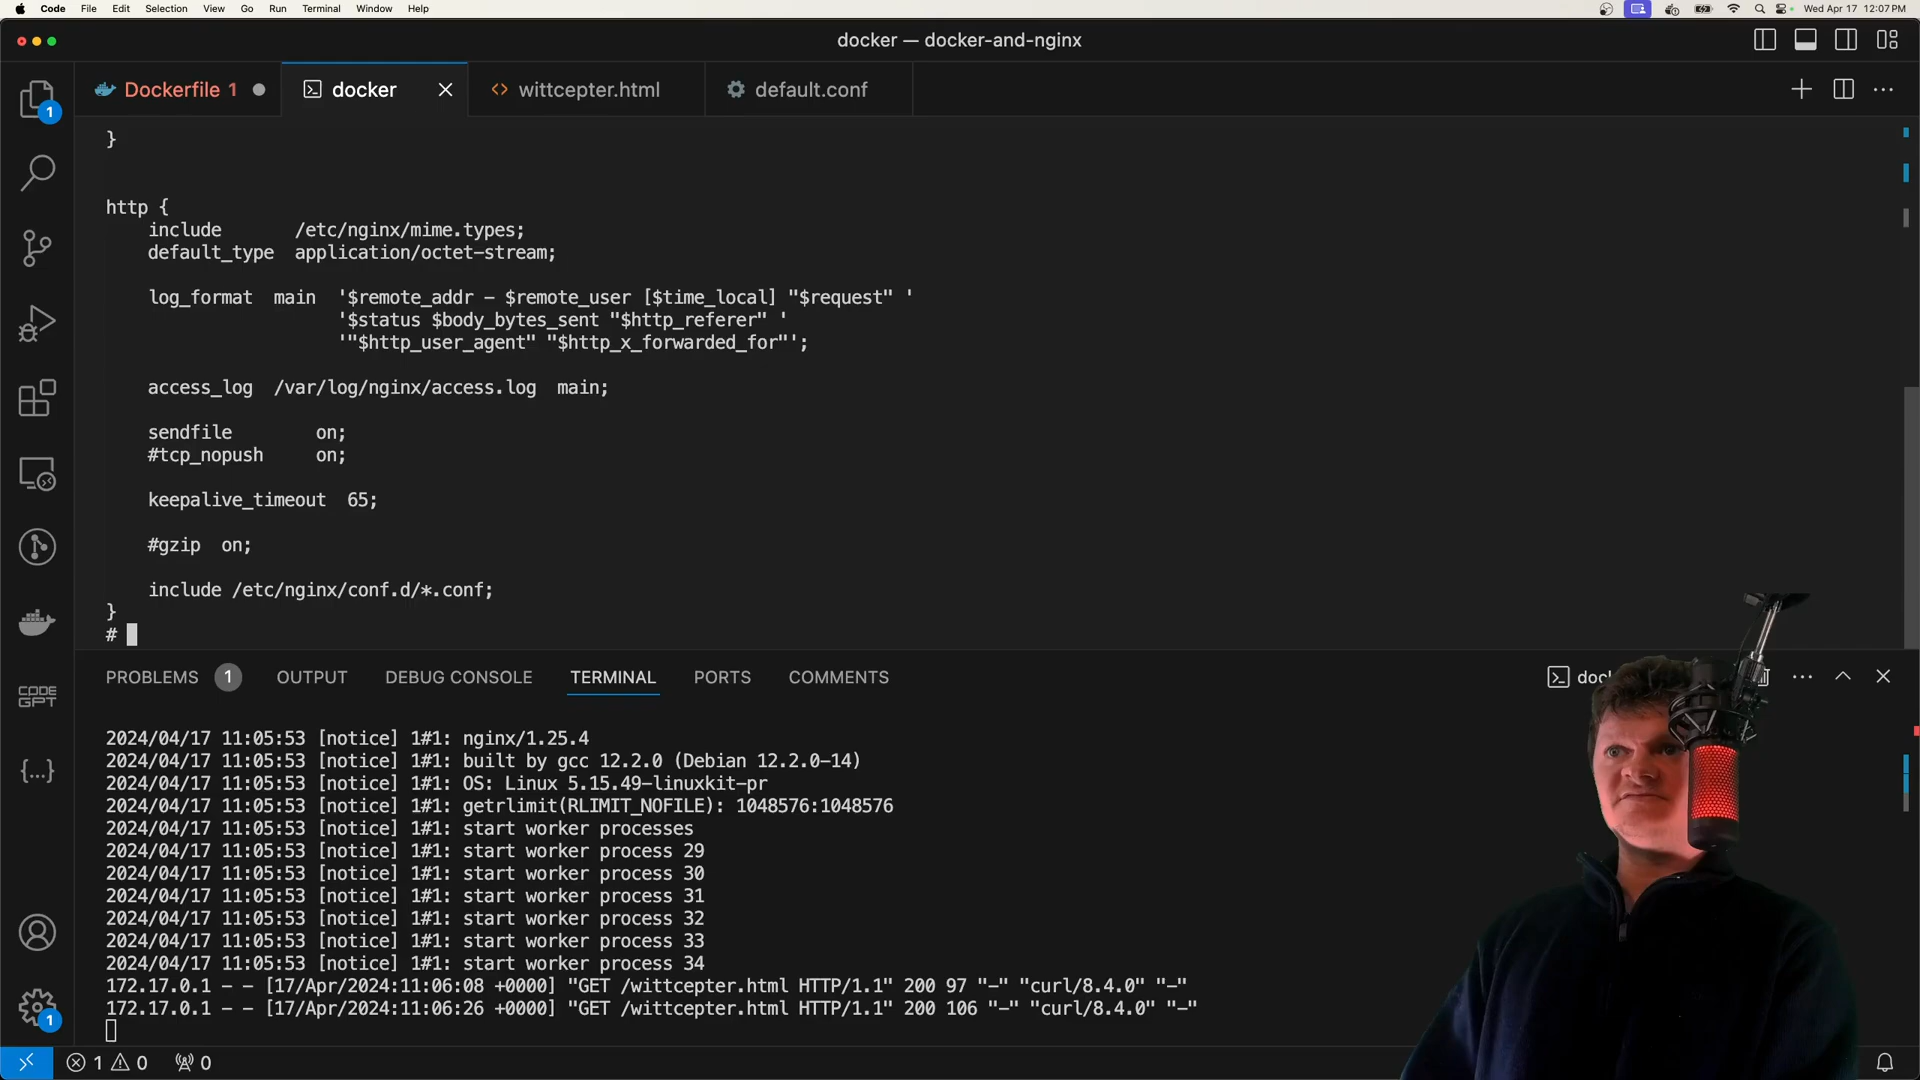 Code File Edit Selection View Go Run Terminal Window Help
Wed Apr 17 12:07 PM
docker — docker-and-nginx
Dockerfile 1
docker
wittcepter.html
default.conf
1
}
http {
include /etc/nginx/mime.types;
default_type application/octet-stream;
log_format main '$remote_addr - $remote_user [$time_local] "$request" '
'$status $body_bytes_sent "$http_referer" '
'"$http_user_agent" "$http_x_forwarded_for"';
access_log /var/log/nginx/access.log main;
sendfile on;
#tcp_nopush on;
keepalive_timeout 65;
#gzip on;
include /etc/nginx/conf.d/*.conf;
}
#
CODE
GPT
{...}
PROBLEMS 1 OUTPUT DEBUG CONSOLE TERMINAL PORTS COMMENTS
2024/04/17 11:05:53 [notice] 1#1: nginx/1.25.4
2024/04/17 11:05:53 [notice] 1#1: built by gcc 12.2.0 (Debian 12.2.0-14)
2024/04/17 11:05:53 [notice] 1#1: OS: Linux 5.15.49-linuxkit-pr
2024/04/17 11:05:53 [notice] 1#1: getrlimit(RLIMIT_NOFILE): 1048576:1048576
2024/04/17 11:05:53 [notice] 1#1: start worker processes
2024/04/17 11:05:53 [notice] 1#1: start worker process 29
2024/04/17 11:05:53 [notice] 1#1: start worker process 30
2024/04/17 11:05:53 [notice] 1#1: start worker process 31
2024/04/17 11:05:53 [notice] 1#1: start worker process 32
2024/04/17 11:05:53 [notice] 1#1: start worker process 33
2024/04/17 11:05:53 [notice] 1#1: start worker process 34
172.17.0.1 - - [17/Apr/2024:11:06:08 +0000] "GET /wittcepter.html HTTP/1.1" 200 97 "-" "curl/8.4.0" "-"
172.17.0.1 - - [17/Apr/2024:11:06:26 +0000] "GET /wittcepter.html HTTP/1.1" 200 106 "-" "curl/8.4.0" "-"
1
1 0 0